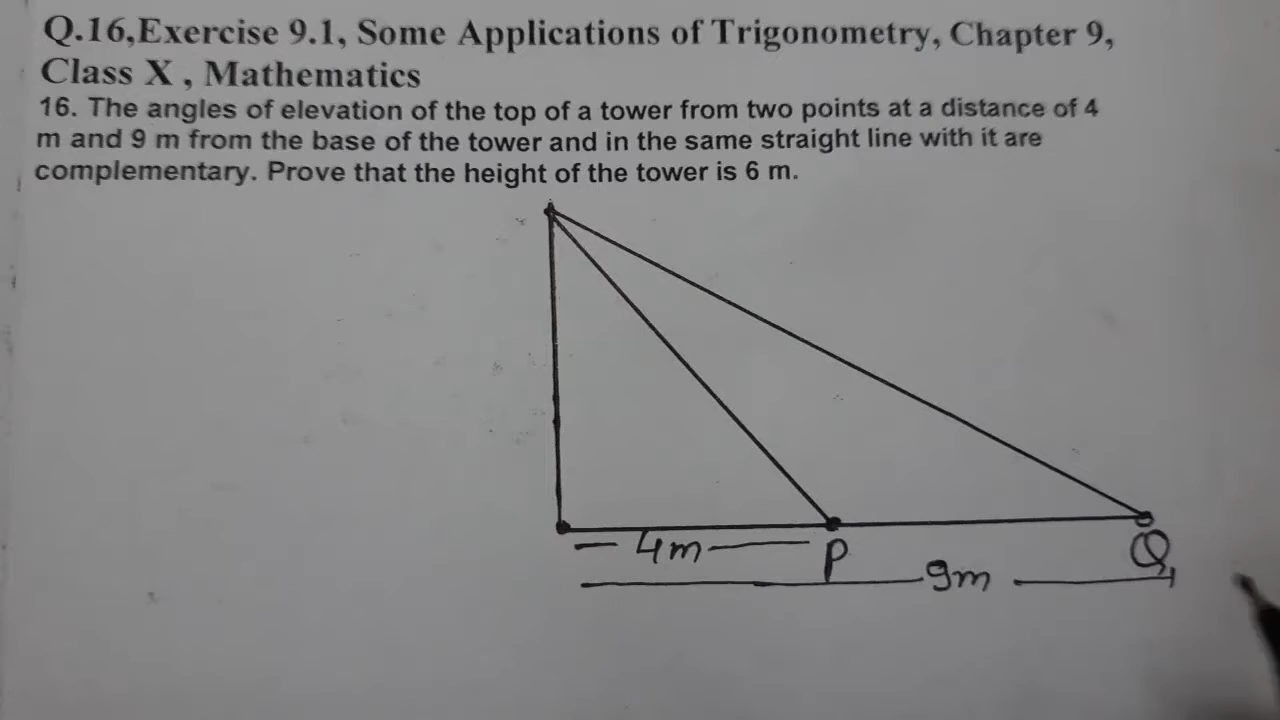 Q.16,Exercise 9.1, Some Applications of Trigonometry, Chapter 9,
Class X , Mathematics
16. The angles of elevation of the top of a tower from two points at a distance of 4
m and 9 m from the base of the tower and in the same straight line with it are
complementary. Prove that the height of the tower is 6 m.
4m P Q
9m